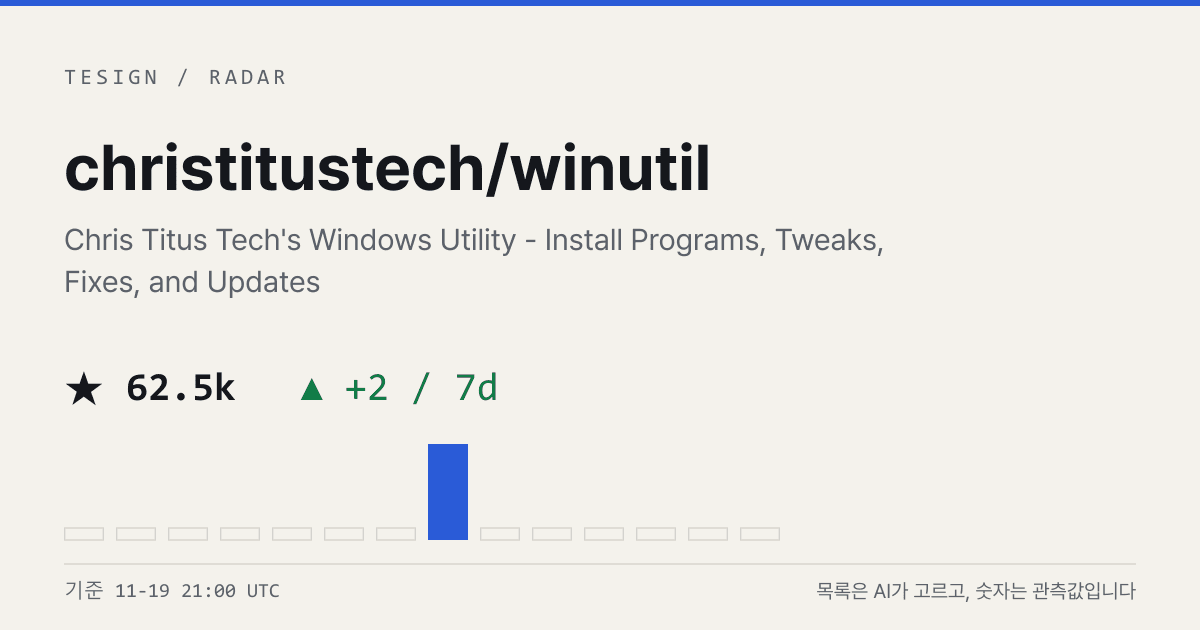 TESIGN / RADAR
christitustech/winutil
Chris Titus Tech's Windows Utility - Install Programs, Tweaks,
Fixes, and Updates
★ 62.5k ▲ +2 / 7d
기준 11-19 21:00 UTC 목록은 AI가 고르고, 숫자는 관측값입니다